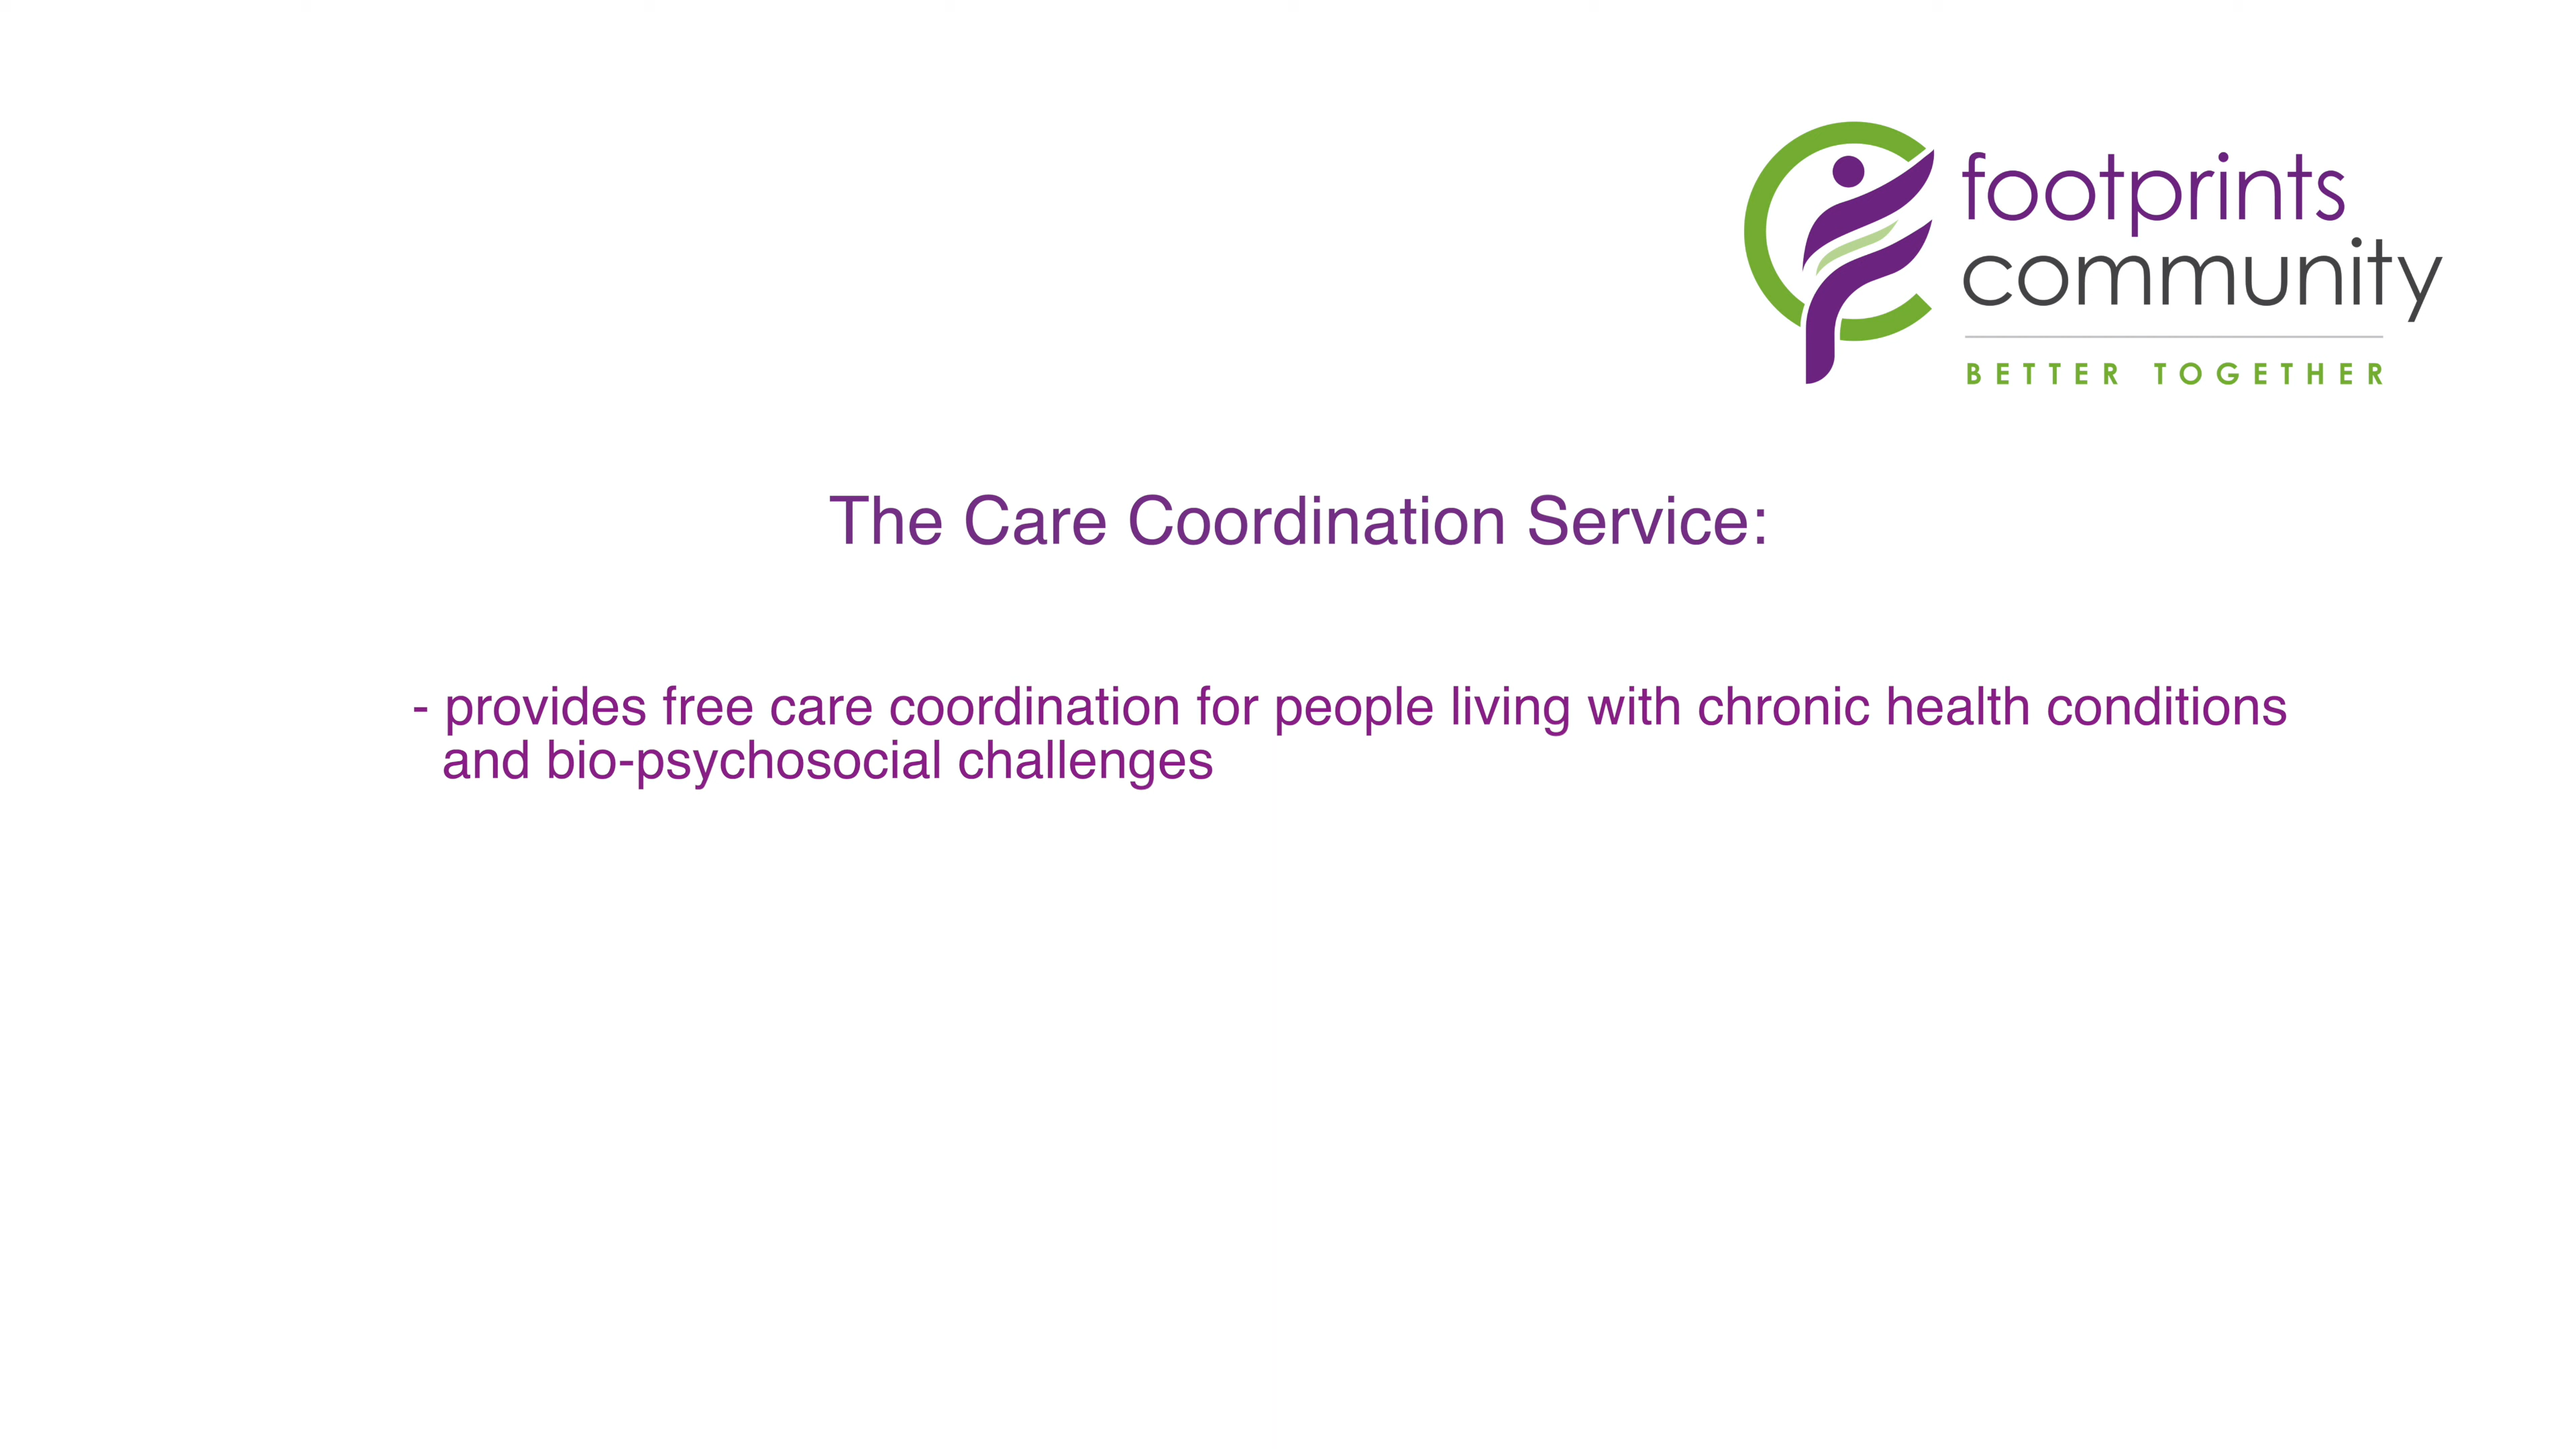 footprints
community
BETTER TOGETHER
The Care Coordination Service:
- provides free care coordination for people living with chronic health conditions
and bio-psychosocial challenges